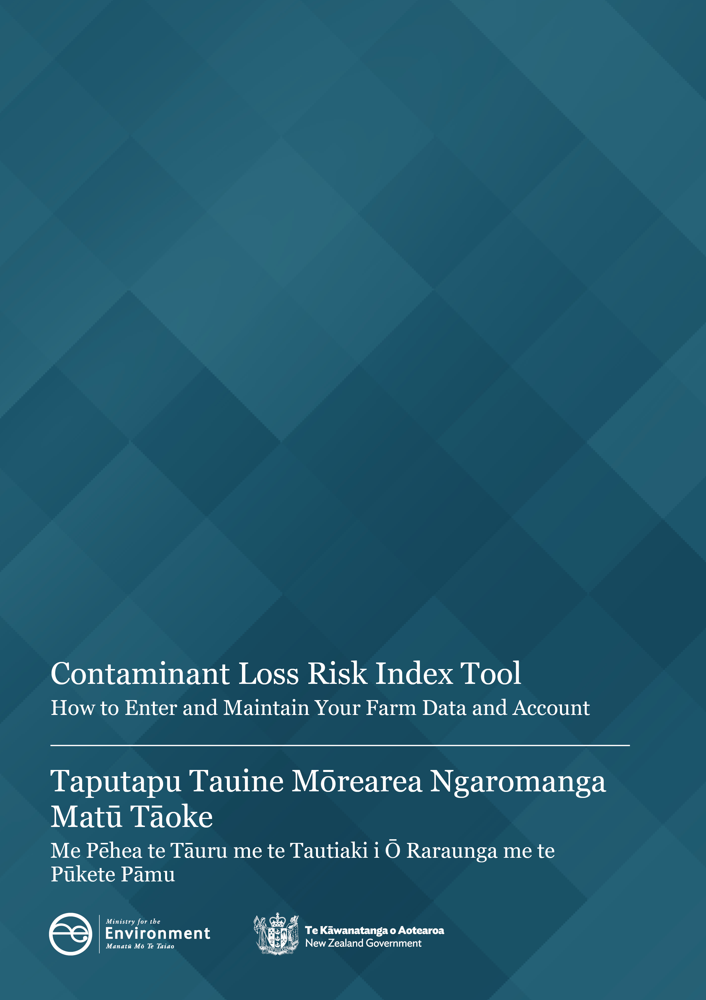 Contaminant Loss Risk Index Tool
How to Enter and Maintain Your Farm Data and Account
Taputapu Tauine Mōrearea Ngaromanga
Matū Tāoke
Me Pēhea te Tāuru me te Tautiaki i Ō Raraunga me te
Pūkete Pāmu
Ministry for the
Environment
Manatū Mō Te Taiao
Te Kāwanatanga o Aotearoa
New Zealand Government